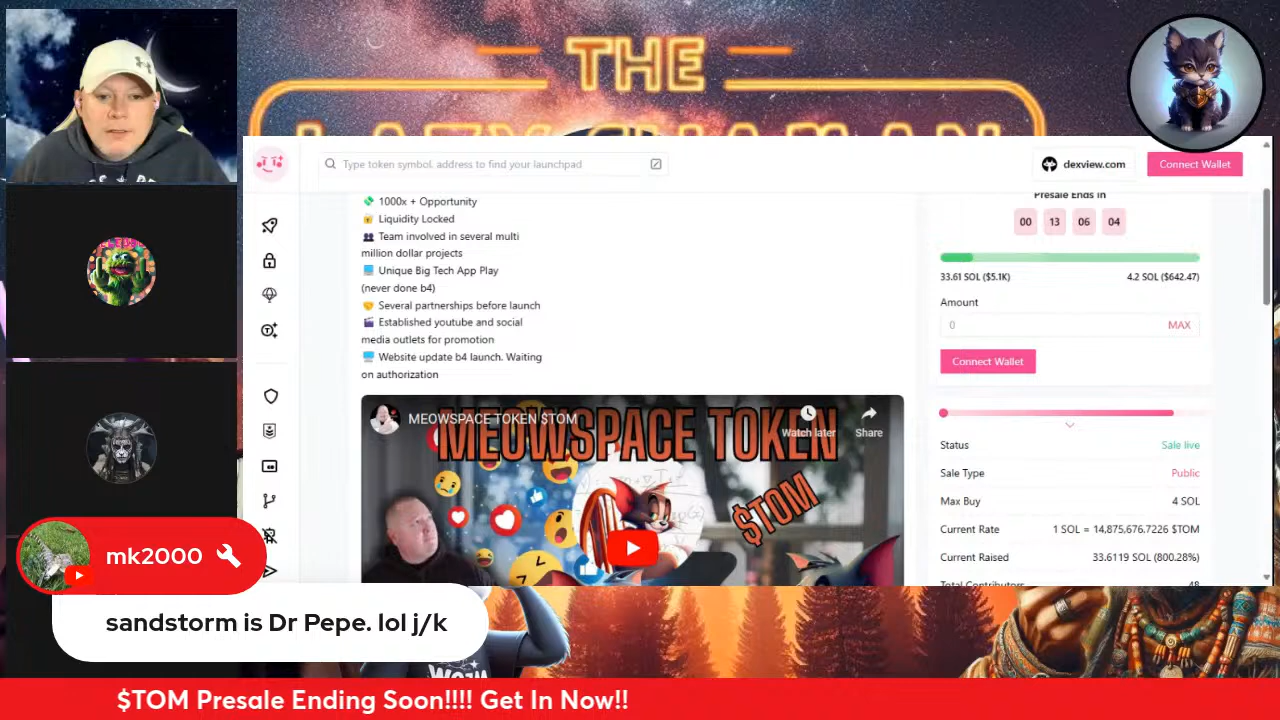 THE
Type token symbol, address to find your launchpad
dexview.com
Connect Wallet
1000x + Opportunity
Liquidity Locked
Team involved in several multi
million dollar projects
Unique Big Tech App Play
(never done b4)
Several partnerships before launch
Established youtube and social
media outlets for promotion
Website update b4 launch. Waiting
on authorization
MEOWSPACE TOKEN $TOM
Watch later
Share
MEOWSPACE TOKEN
$TOM
Presale Ends In
00 13 06 04
33.61 SOL ($5.1K) 4.2 SOL ($642.47)
Amount
0 MAX
Connect Wallet
Status Sale live
Sale Type Public
Max Buy 4 SOL
Current Rate 1 SOL = 14,875,676.7226 $TOM
Current Raised 33.6119 SOL (800.28%)
Total Contributors 48
mk2000
sandstorm is Dr Pepe. lol j/k
$TOM Presale Ending Soon!!!! Get In Now!!